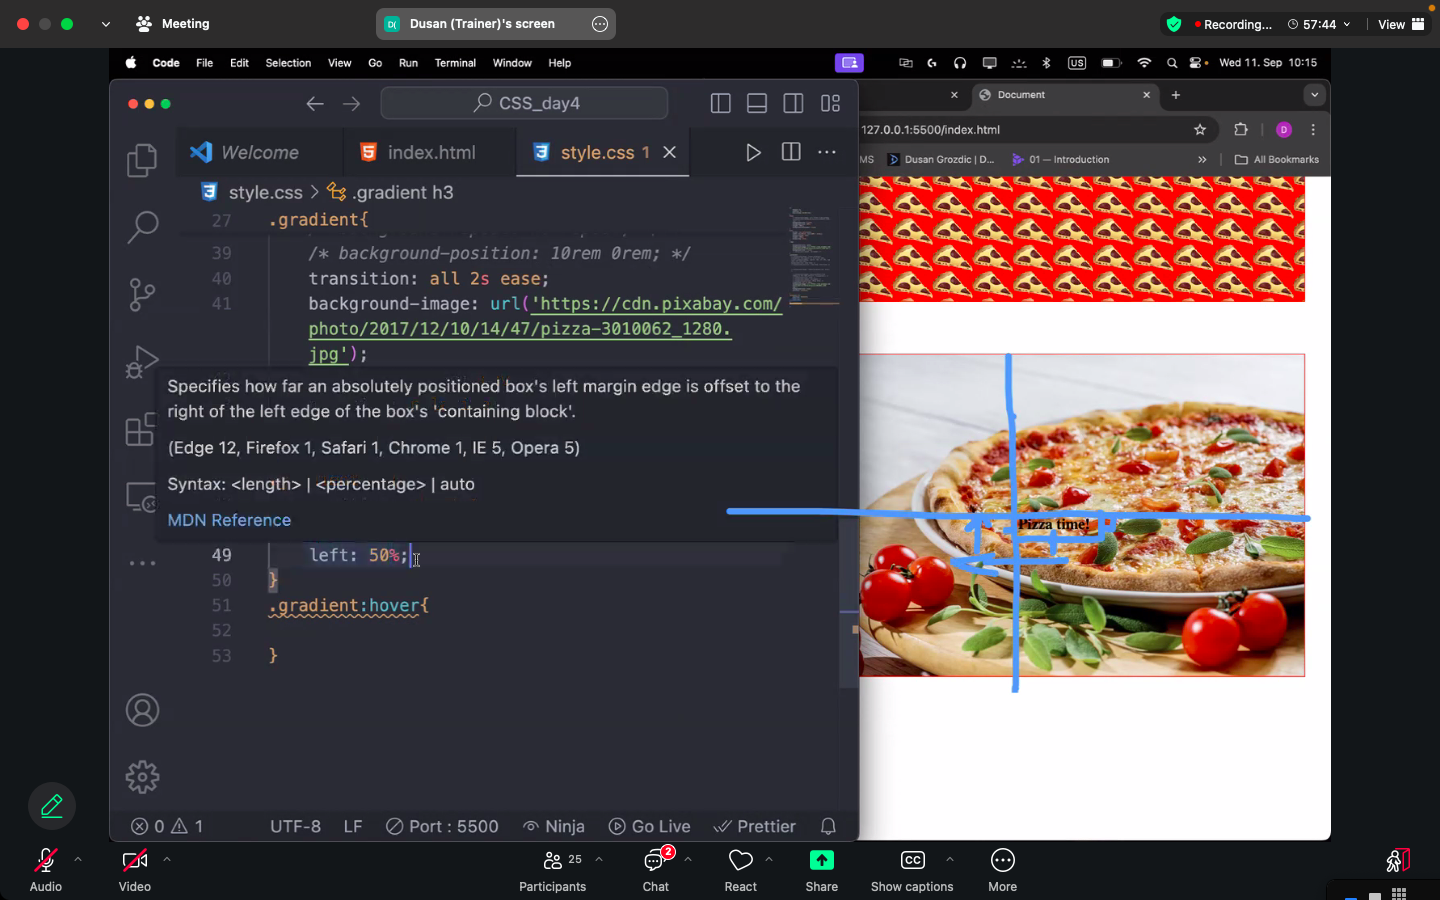 Meeting
D( Dusan (Trainer)'s screen
Recording...
57:44
View
Code File Edit Selection View Go Run Terminal Window Help
US
Wed 11. Sep 10:15
CSS_day4
Welcome
index.html
style.css 1
style.css > .gradient h3
27 .gradient{
39 /* background-position: 10rem 0rem; */
40 transition: all 2s ease;
41 background-image: url('https://cdn.pixabay.com/
photo/2017/12/10/14/47/pizza-3010062_1280.
jpg');
Specifies how far an absolutely positioned box's left margin edge is offset to the
right of the left edge of the box's 'containing block'.
(Edge 12, Firefox 1, Safari 1, Chrome 1, IE 5, Opera 5)
Syntax: <length> | <percentage> | auto
MDN Reference
49 left: 50%;
50 }
51 .gradient:hover{
52
53 }
0 1 UTF-8 LF Port : 5500 Ninja Go Live Prettier
Document
127.0.0.1:5500/index.html
D
MS Dusan Grozdic | D... 01 — Introduction >> All Bookmarks
Pizza time!
Audio
Video
25
Participants
2
Chat
React
Share
CC
Show captions
More